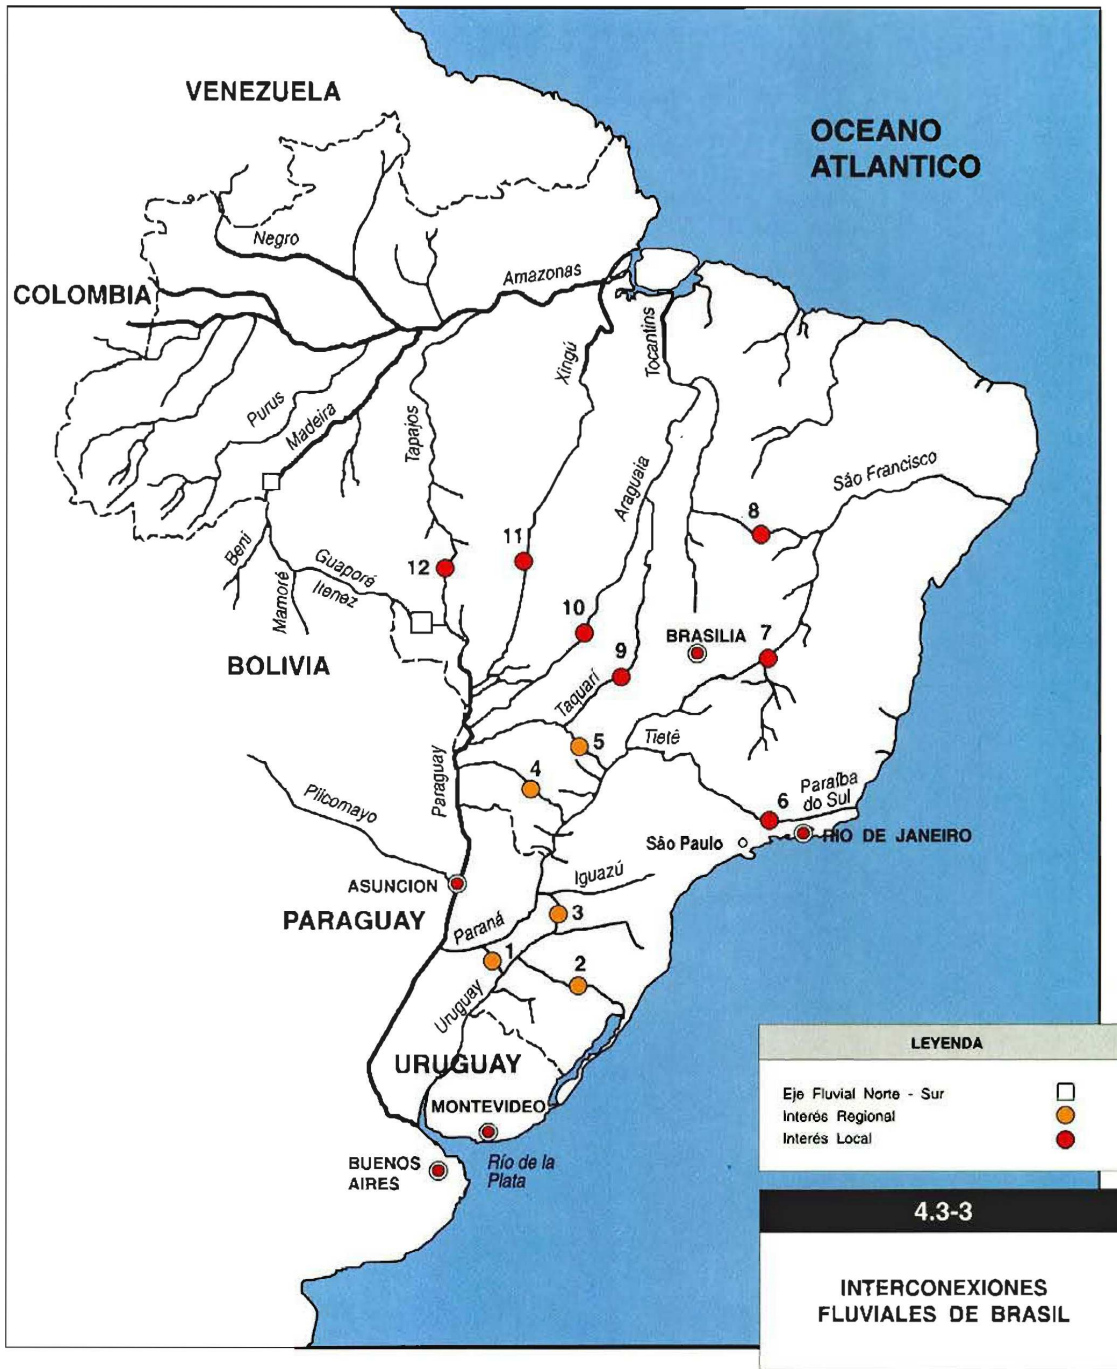 VENEZUELA
OCEANO
ATLANTICO
Negro
Amazonas
COLOMBIA
Xingú
Tocantins
Purus
Madeira
Tapajos
Araguaia
São Francisco
8
11
12
Beni
Guaporé
Itenez
Mamoré
10
BRASILIA
7
9
BOLIVIA
Taquarí
Tietê
5
Paraguay
4
Pilcomayo
Paraíba
do Sul
6
RIO DE JANEIRO
São Paulo
Iguazú
ASUNCION
PARAGUAY
Paraná
3
1
2
Uruguay
URUGUAY
MONTEVIDEO
BUENOS
AIRES
Río de la
Plata
LEYENDA
Eje Fluvial Norte - Sur
Interés Regional
Interés Local
4.3-3
INTERCONEXIONES
FLUVIALES DE BRASIL